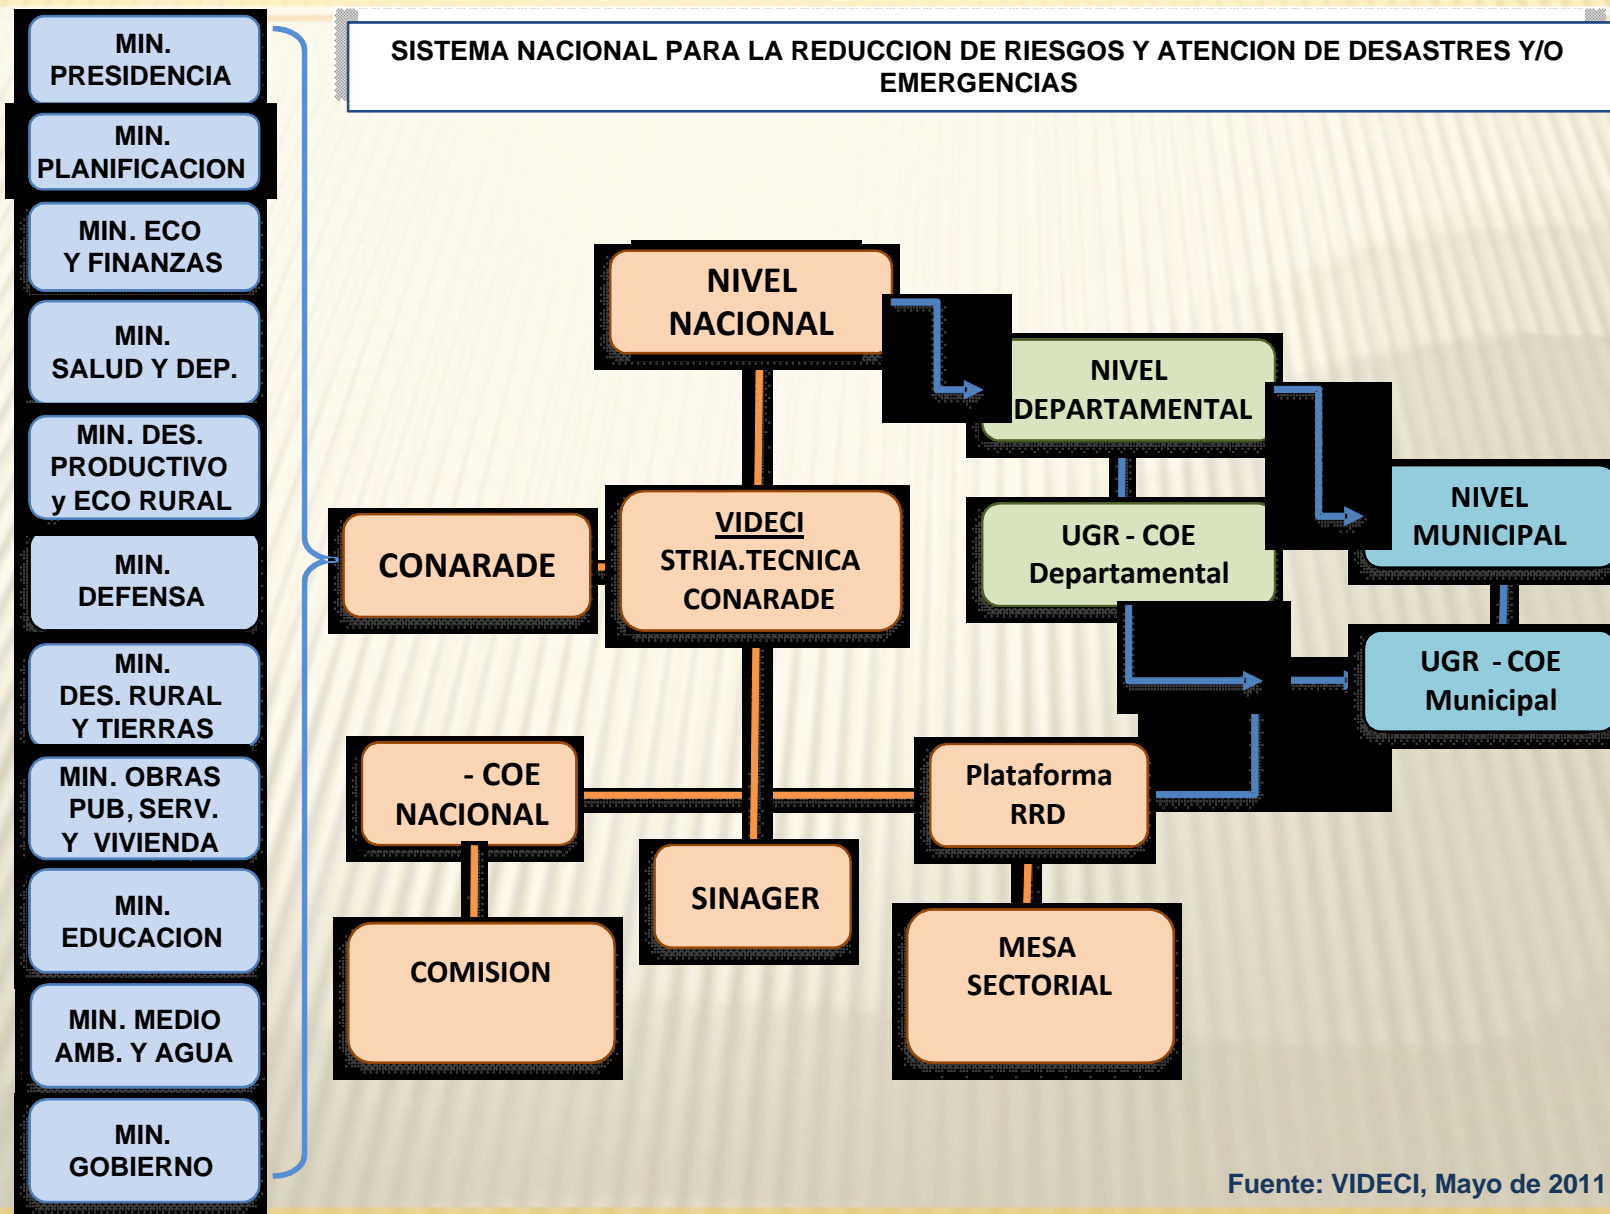 SISTEMA NACIONAL PARA LA REDUCCION DE RIESGOS Y ATENCION DE DESASTRES Y/O
EMERGENCIAS
MIN.
PRESIDENCIA
MIN.
PLANIFICACION
MIN. ECO
Y FINANZAS
MIN.
SALUD Y DEP.
MIN. DES.
PRODUCTIVO
y ECO RURAL
MIN.
DEFENSA
MIN.
DES. RURAL
Y TIERRAS
MIN. OBRAS
PUB, SERV.
Y VIVIENDA
MIN.
EDUCACION
MIN. MEDIO
AMB. Y AGUA
MIN.
GOBIERNO
NIVEL
NACIONAL
NIVEL
DEPARTAMENTAL
NIVEL
MUNICIPAL
CONARADE
VIDECI
STRIA.TECNICA
CONARADE
UGR - COE
Departamental
UGR - COE
Municipal
- COE
NACIONAL
Plataforma
RRD
SINAGER
COMISION
MESA
SECTORIAL
Fuente: VIDECI, Mayo de 2011